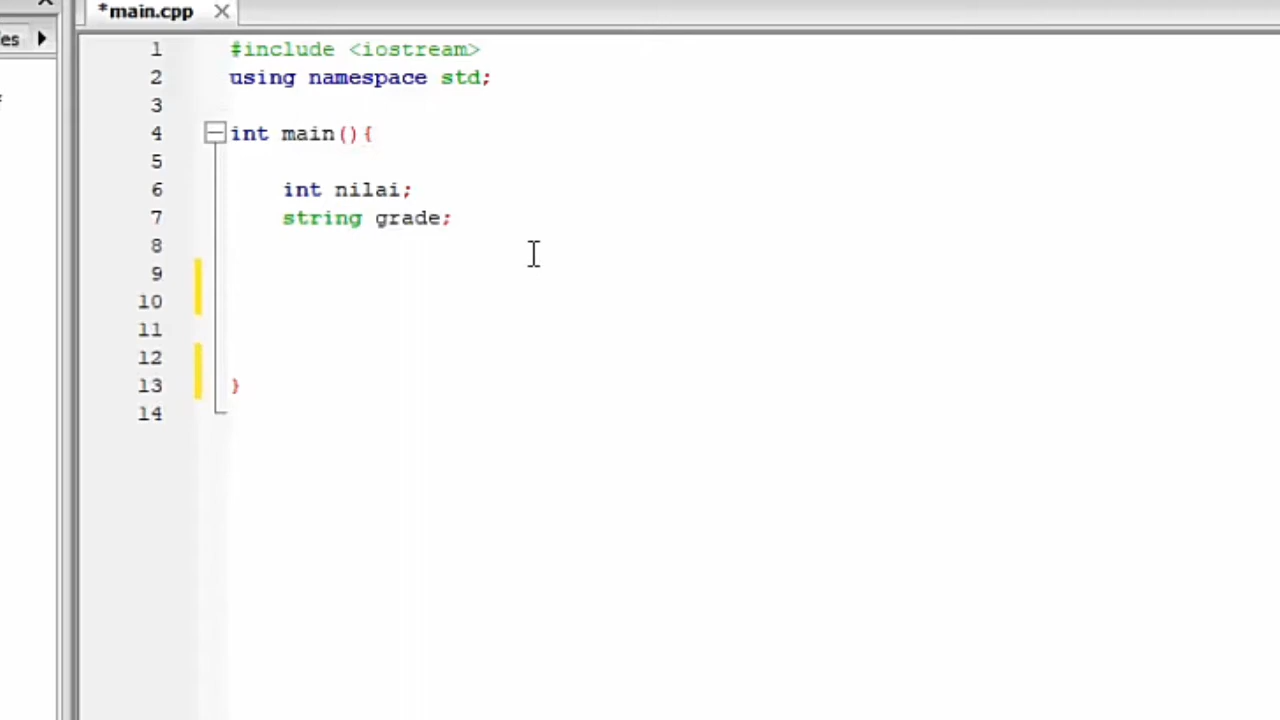 *main.cpp
es
1 #include <iostream>
2 using namespace std;
3
4 int main(){
5
6 int nilai;
7 string grade;
8
9
10
11
12
13 }
14